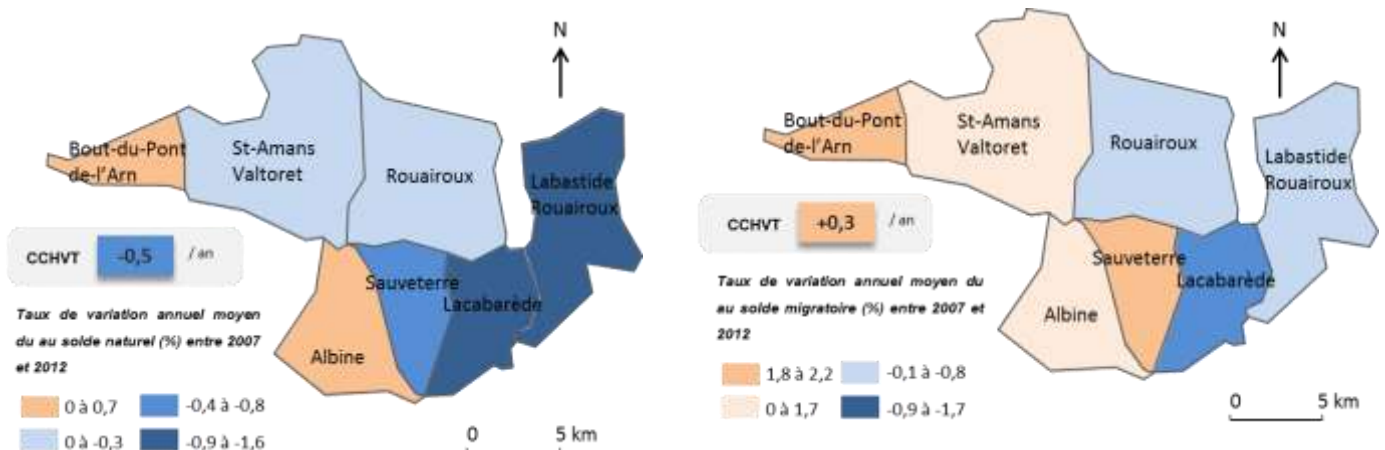 N
Bout-du-Pont
de-l'Arn
St-Amans
Valtoret
Rouairoux
Labastide
Rouairoux
CCHVT -0,5 / an
Sauveterre
Lacabarède
Albine
Taux de variation annuel moyen
du au solde naturel (%) entre 2007
et 2012
0 à 0,7 -0,4 à -0,8
0 à -0,3 -0,9 à -1,6
0 5 km
N
Bout-du-Pont
de-l'Arn
St-Amans
Valtoret
Rouairoux
Labastide
Rouairoux
CCHVT +0,3 / an
Sauveterre
Lacabarède
Albine
Taux de variation annuel moyen du
au solde migratoire (%) entre 2007 et
2012
1,8 à 2,2 -0,1 à -0,8
0 à 1,7 -0,9 à -1,7
0 5 km